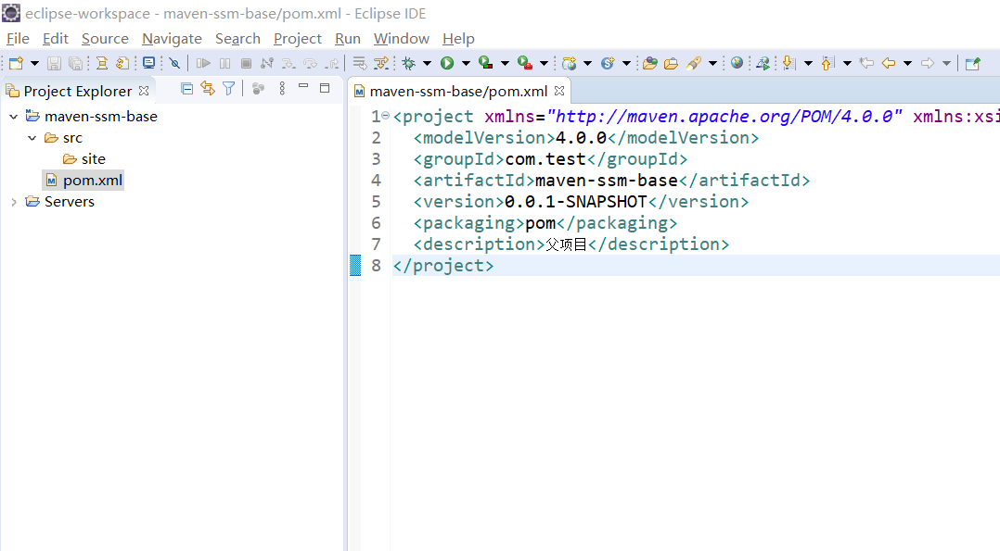 eclipse-workspace - maven-ssm-base/pom.xml - Eclipse IDE
File Edit Source Navigate Search Project Run Window Help
Project Explorer
maven-ssm-base
src
site
pom.xml
Servers
maven-ssm-base/pom.xml
1 <project xmlns="http://maven.apache.org/POM/4.0.0" xmlns:xsi
2 <modelVersion>4.0.0</modelVersion>
3 <groupId>com.test</groupId>
4 <artifactId>maven-ssm-base</artifactId>
5 <version>0.0.1-SNAPSHOT</version>
6 <packaging>pom</packaging>
7 <description>父项目</description>
8 </project>